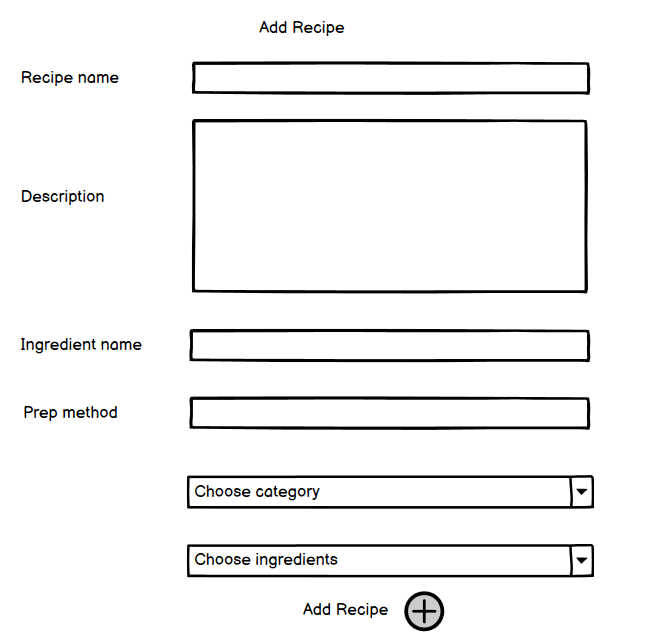 Add Recipe
Recipe name
Description
Ingredient name
Prep method
Choose category
Choose ingredients
Add Recipe